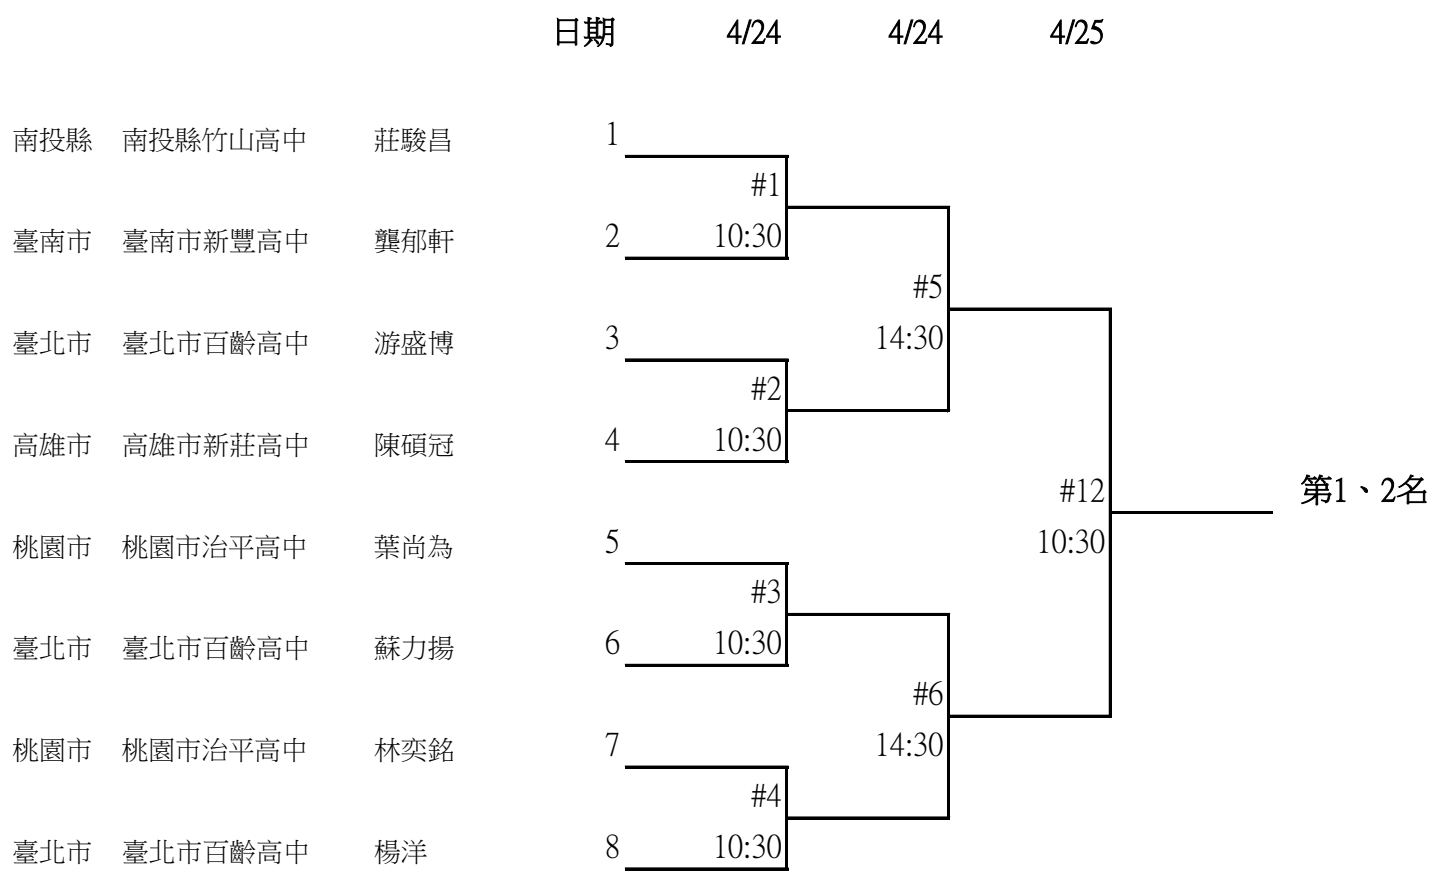 日期 4/24 4/24 4/25
南投縣 南投縣竹山高中 莊駿昌 1
#1
臺南市 臺南市新豐高中 龔郁軒 2 10:30
#5
臺北市 臺北市百齡高中 游盛博 3 14:30
#2
高雄市 高雄市新莊高中 陳碩冠 4 10:30
#12 第1、2名
桃園市 桃園市治平高中 葉尚為 5 10:30
#3
臺北市 臺北市百齡高中 蘇力揚 6 10:30
#6
桃園市 桃園市治平高中 林奕銘 7 14:30
#4
臺北市 臺北市百齡高中 楊洋 8 10:30